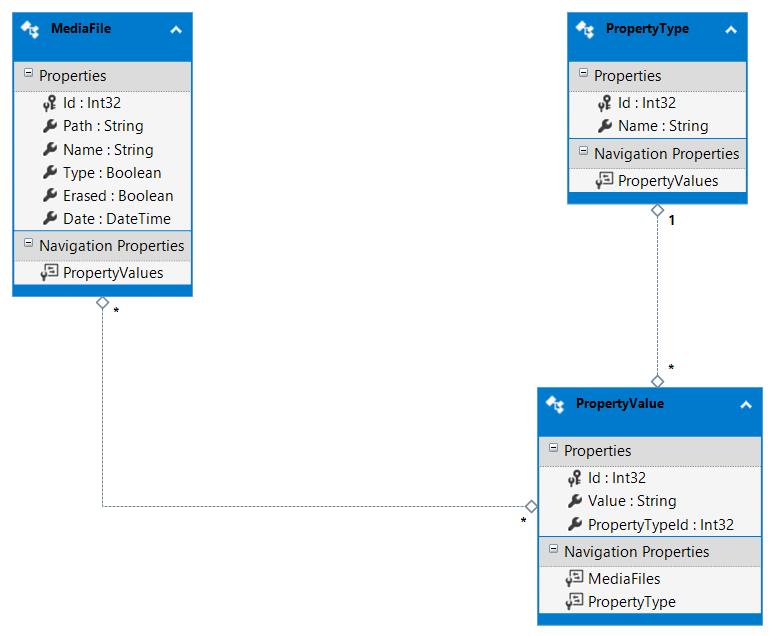 MediaFile
Properties
Id : Int32
Path : String
Name : String
Type : Boolean
Erased : Boolean
Date : DateTime
Navigation Properties
PropertyValues
*
PropertyType
Properties
Id : Int32
Name : String
Navigation Properties
PropertyValues
1
*
*
PropertyValue
Properties
Id : Int32
Value : String
PropertyTypeId : Int32
Navigation Properties
MediaFiles
PropertyType